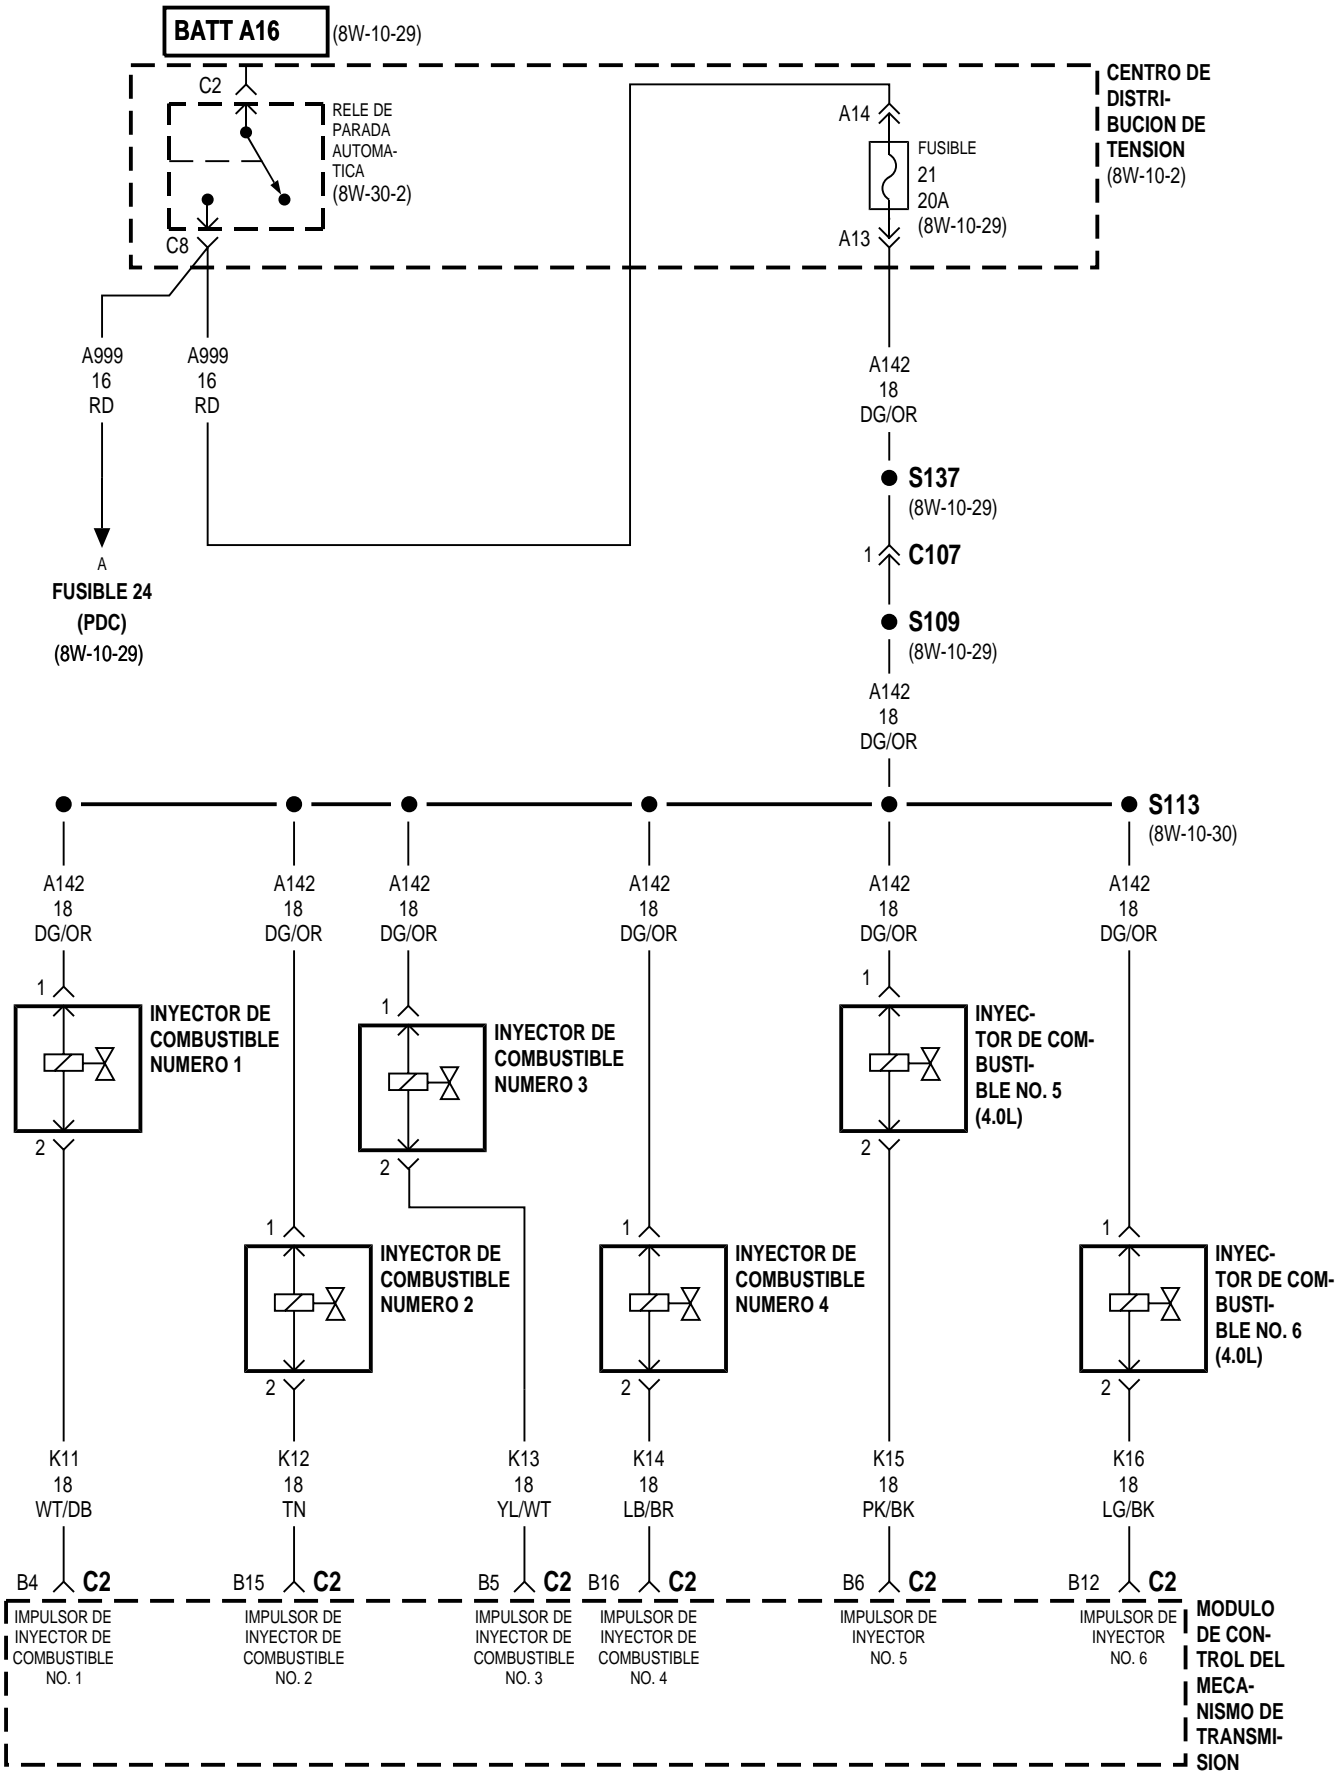 BATT A16 (8W-10-29)
C2
RELE DE
PARADA
AUTOMA-
TICA
(8W-30-2)
C8
A14
FUSIBLE
21
20A
(8W-10-29)
A13
CENTRO DE
DISTRI-
BUCION DE
TENSION
(8W-10-2)
A999
16
RD
A999
16
RD
A
FUSIBLE 24
(PDC)
(8W-10-29)
A142
18
DG/OR
S137
(8W-10-29)
1 C107
S109
(8W-10-29)
A142
18
DG/OR
S113
(8W-10-30)
A142 A142 A142 A142 A142 A142
18 18 18 18 18 18
DG/OR DG/OR DG/OR DG/OR DG/OR DG/OR
1
INYECTOR DE
COMBUSTIBLE
NUMERO 1
2
1
INYECTOR DE
COMBUSTIBLE
NUMERO 3
2
1
INYEC-
TOR DE COM-
BUSTI-
BLE NO. 5
(4.0L)
2
1
INYECTOR DE
COMBUSTIBLE
NUMERO 2
2
1
INYECTOR DE
COMBUSTIBLE
NUMERO 4
2
1
INYEC-
TOR DE COM-
BUSTI-
BLE NO. 6
(4.0L)
2
K11 K12 K13 K14 K15 K16
18 18 18 18 18 18
WT/DB TN YL/WT LB/BR PK/BK LG/BK
B4 C2 B15 C2 B5 C2 B16 C2 B6 C2 B12 C2
IMPULSOR DE
INYECTOR DE
COMBUSTIBLE
NO. 1
IMPULSOR DE
INYECTOR DE
COMBUSTIBLE
NO. 2
IMPULSOR DE
INYECTOR DE
COMBUSTIBLE
NO. 3
IMPULSOR DE
INYECTOR DE
COMBUSTIBLE
NO. 4
IMPULSOR DE
INYECTOR
NO. 5
IMPULSOR DE
INYECTOR
NO. 6
MODULO
DE CON-
TROL DEL
MECA-
NISMO DE
TRANSMI-
SION